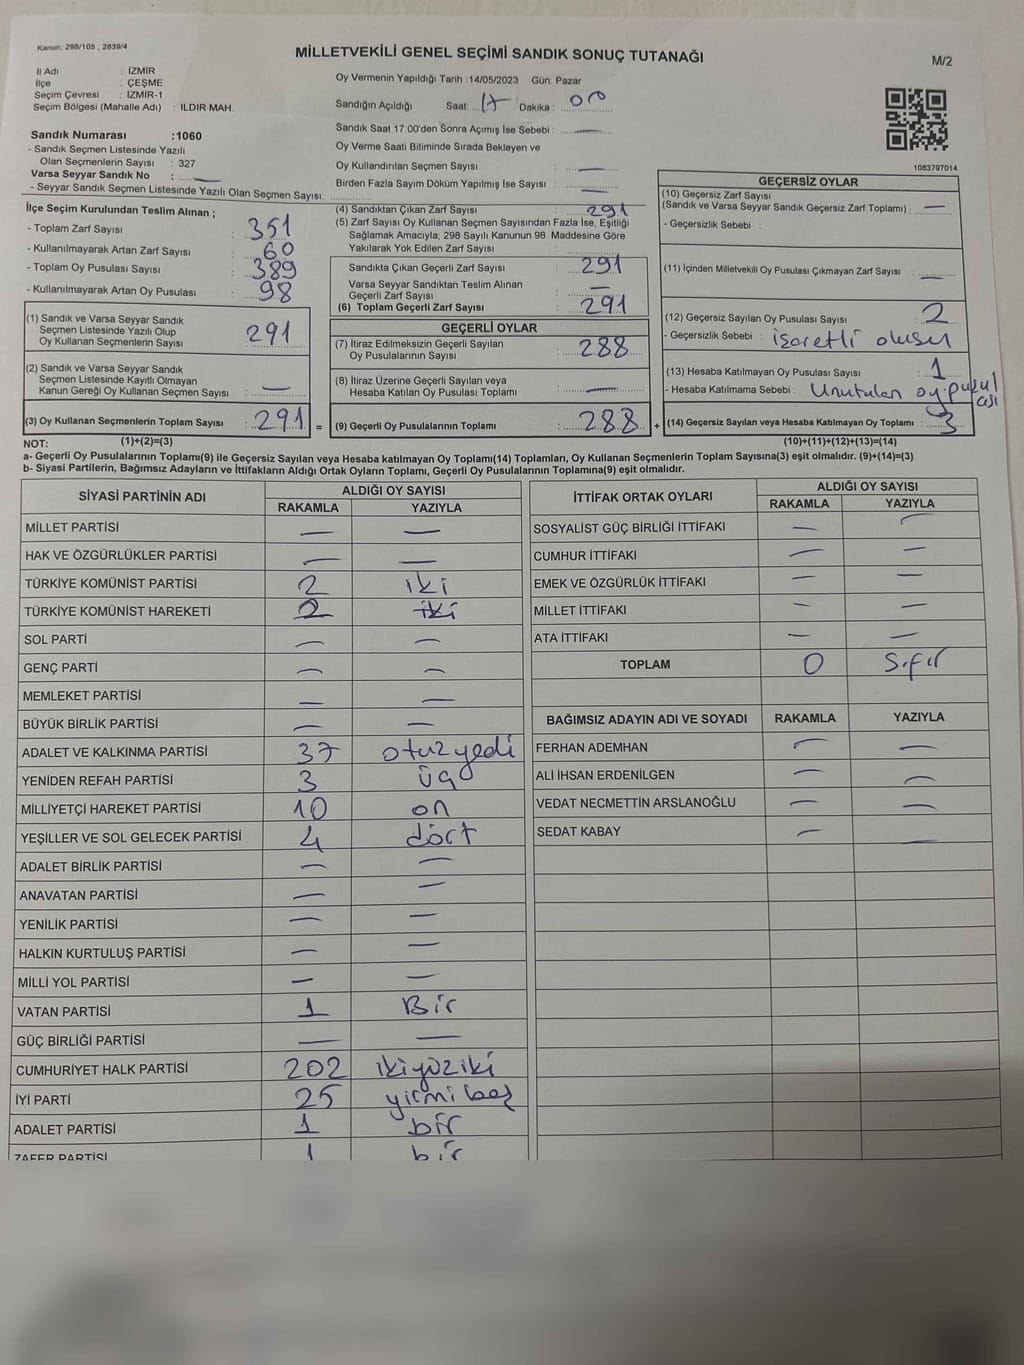 Kanun, 298/105 , 2839/4
MİLLETVEKİLİ GENEL SEÇİMİ SANDIK SONUÇ TUTANAĞI
M/2
İl Adı : İZMİR
İlçe : ÇEŞME
Seçim Çevresi : İZMİR-1
Seçim Bölgesi (Mahalle Adı) : ILDIR MAH.
Oy Vermenin Yapıldığı Tarih :14/05/2023 Gün: Pazar
Sandığın Açıldığı Saat: 17 Dakika : 00
Sandık Saat 17.00'den Sonra Açımış İse Sebebi : —
Oy Verme Saati Bitiminde Sırada Bekleyen ve
Oy Kullandırılan Seçmen Sayısı : —
Birden Fazla Sayım Döküm Yapılmış İse Sayısı : —
Sandık Numarası :1060
- Sandık Seçmen Listesinde Yazılı
Olan Seçmenlerin Sayısı : 327
Varsa Seyyar Sandık No : —
- Seyyar Sandık Seçmen Listesinde Yazılı Olan Seçmen Sayısı:
1083797014
İlçe Seçim Kurulundan Teslim Alınan ;
- Toplam Zarf Sayısı : 351
- Kullanılmayarak Artan Zarf Sayısı : 60
- Toplam Oy Pusulası Sayısı : 389
- Kullanılmayarak Artan Oy Pusulası : 98
(1) Sandık ve Varsa Seyyar Sandık
Seçmen Listesinde Yazılı Olup
Oy Kullanan Seçmenlerin Sayısı : 291
(2) Sandık ve Varsa Seyyar Sandık
Seçmen Listesinde Kayıtlı Olmayan
Kanun Gereği Oy Kullanan Seçmen Sayısı : —
(3) Oy Kullanan Seçmenlerin Toplam Sayısı : 291 =
(1)+(2)=(3)
(4) Sandıktan Çıkan Zarf Sayısı : 291
(5) Zarf Sayısı Oy Kullanan Seçmen Sayısından Fazla İse, Eşitliği
Sağlamak Amacıyla, 298 Sayılı Kanunun 98. Maddesine Göre
Yakılarak Yok Edilen Zarf Sayısı :
Sandıkta Çıkan Geçerli Zarf Sayısı : 291
Varsa Seyyar Sandıktan Teslim Alınan
Geçerli Zarf Sayısı : —
(6) Toplam Geçerli Zarf Sayısı : 291
GEÇERLİ OYLAR
(7) İtiraz Edilmeksizin Geçerli Sayılan
Oy Pusulalarının Sayısı : 288
(8) İtiraz Üzerine Geçerli Sayılan veya
Hesaba Katılan Oy Pusulası Toplamı : —
(9) Geçerli Oy Pusulalarının Toplamı : 288 +
GEÇERSİZ OYLAR
(10) Geçersiz Zarf Sayısı
(Sandık ve Varsa Seyyar Sandık Geçersiz Zarf Toplamı) : —
- Geçersizlik Sebebi :
(11) İçinden Milletvekili Oy Pusulası Çıkmayan Zarf Sayısı : —
(12) Geçersiz Sayılan Oy Pusulası Sayısı : 2
- Geçersizlik Sebebi : işaretli oluşu
(13) Hesaba Katılmayan Oy Pusulası Sayısı : 1
- Hesaba Katılmama Sebebi : Unutulan oy pusulası
(14) Geçersiz Sayılan veya Hesaba Katılmayan Oy Toplamı : 3
(10)+(11)+(12)+(13)=(14)
NOT:
a- Geçerli Oy Pusulalarının Toplamı(9) ile Geçersiz Sayılan veya Hesaba katılmayan Oy Toplamı(14) Toplamları, Oy Kullanan Seçmenlerin Toplam Sayısına(3) eşit olmalıdır. (9)+(14)=(3)
b- Siyasi Partilerin, Bağımsız Adayların ve İttifakların Aldığı Ortak Oyların Toplamı, Geçerli Oy Pusulalarının Toplamına(9) eşit olmalıdır.
SİYASİ PARTİNİN ADI ALDIĞI OY SAYISI
RAKAMLA YAZIYLA
MİLLET PARTİSİ — —
HAK VE ÖZGÜRLÜKLER PARTİSİ — —
TÜRKİYE KOMÜNİST PARTİSİ 2 iki
TÜRKİYE KOMÜNİST HAREKETİ 2 iki
SOL PARTİ — —
GENÇ PARTİ — —
MEMLEKET PARTİSİ — —
BÜYÜK BİRLİK PARTİSİ — —
ADALET VE KALKINMA PARTİSİ 37 otuzyedi
YENİDEN REFAH PARTİSİ 3 üç
MİLLİYETÇİ HAREKET PARTİSİ 10 on
YEŞİLLER VE SOL GELECEK PARTİSİ 4 dört
ADALET BİRLİK PARTİSİ — —
ANAVATAN PARTİSİ — —
YENİLİK PARTİSİ — —
HALKIN KURTULUŞ PARTİSİ — —
MİLLİ YOL PARTİSİ — —
VATAN PARTİSİ 1 Bir
GÜÇ BİRLİĞİ PARTİSİ — —
CUMHURİYET HALK PARTİSİ 202 ikiyüziki
İYİ PARTİ 25 yirmi beş
ADALET PARTİSİ 1 bir
ZAFER PARTİSİ 1 bir
İTTİFAK ORTAK OYLARI ALDIĞI OY SAYISI
RAKAMLA YAZIYLA
SOSYALİST GÜÇ BİRLİĞİ İTTİFAKI — —
CUMHUR İTTİFAKI — —
EMEK VE ÖZGÜRLÜK İTTİFAKI — —
MİLLET İTTİFAKI — —
ATA İTTİFAKI — —
TOPLAM 0 Sıfır
BAĞIMSIZ ADAYIN ADI VE SOYADI RAKAMLA YAZIYLA
FERHAN ADEMHAN — —
ALİ İHSAN ERDENİLGEN — —
VEDAT NECMETTİN ARSLANOĞLU — —
SEDAT KABAY — —